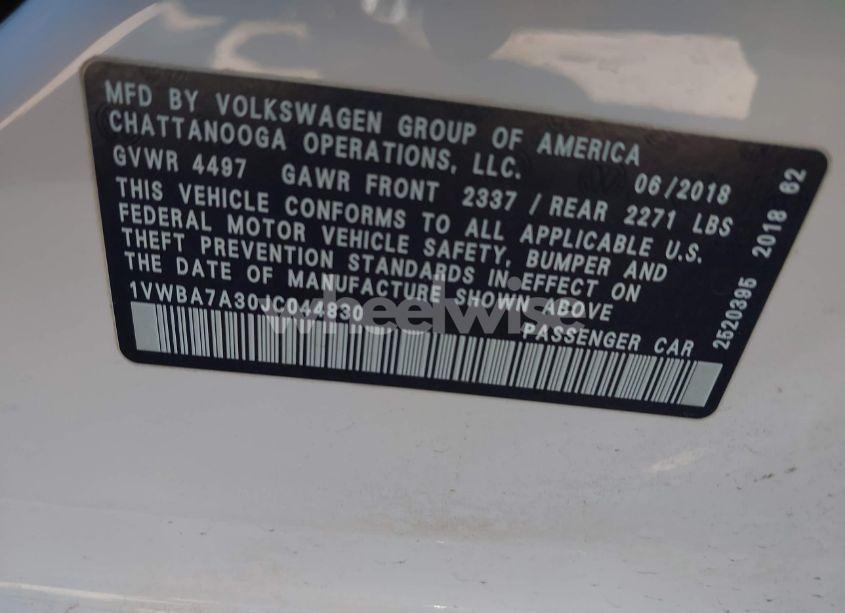 MFD BY VOLKSWAGEN GROUP OF AMERICA
CHATTANOOGA OPERATIONS, LLC.
GVWR 4497 GAWR FRONT 2337 / REAR 2271 LBS 06/2018
THIS VEHICLE CONFORMS TO ALL APPLICABLE U.S.
FEDERAL MOTOR VEHICLE SAFETY, BUMPER AND
THEFT PREVENTION STANDARDS IN EFFECT ON
THE DATE OF MANUFACTURE SHOWN ABOVE
1VWBA7A30JC044830 PASSENGER CAR
2520395 2018 82
wheelwise